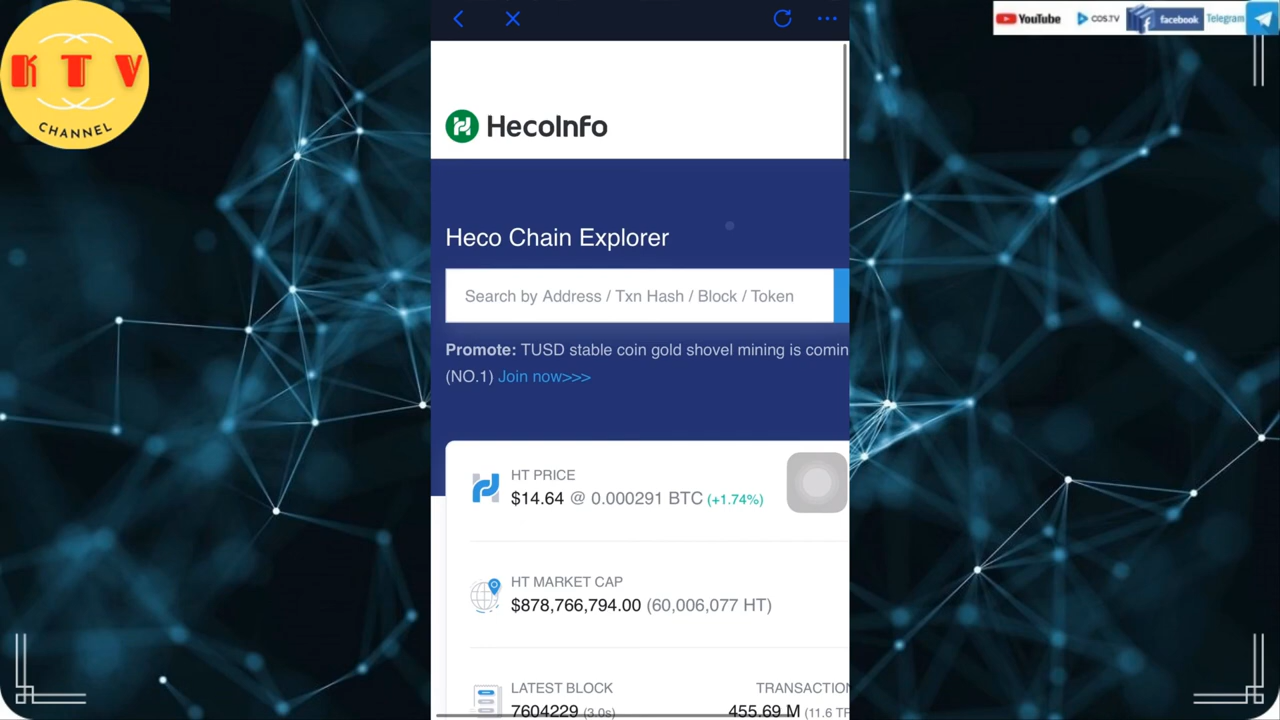 KTV
CHANNEL
YouTube
COS.TV
facebook
Telegram
HecoInfo
Heco Chain Explorer
Search by Address / Txn Hash / Block / Token
Promote: TUSD stable coin gold shovel mining is comin
(NO.1) Join now>>>
HT PRICE
$14.64 @ 0.000291 BTC (+1.74%)
HT MARKET CAP
$878,766,794.00 (60,006,077 HT)
LATEST BLOCK
TRANSACTION
7604229 (3.0s)
455.69 M (11.6 TP